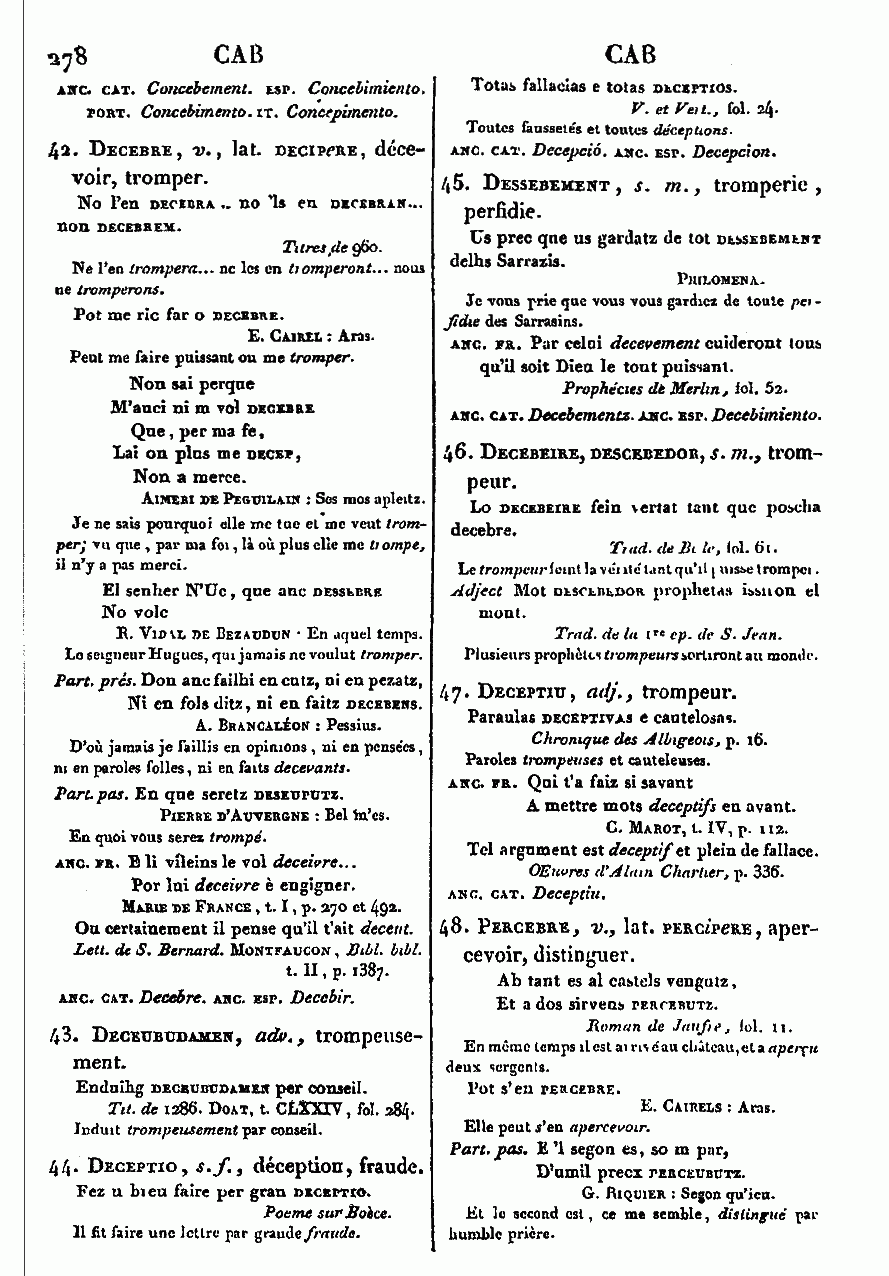 278 CAB CAB
ANC. CAT. Concebement. ESP. Concebimiento.
PORT. Concebimento. IT. Concepimento.
42. DECEBRE, v., lat. DECIPERE, déce-
voir, tromper.
No l'en DECEBRA .. no 'ls en DECEBRAN...
non DECEBREM.
Titres de 960.
Ne l'en trompera... ne les en tromperont... nous
ne tromperons.
Pot me ric far o DECEBRE.
E. CAIREL : Aras.
Peut me faire puissant ou me tromper.
Non sai perque
M'auci ni m vol DECEBRE
Que, per ma fe,
Lai on plus me DECEP,
Non a merce.
AIMERI DE PEGUILAIN : Ses mos apleitz.
Je ne sais pourquoi elle me tue et me veut trom-
per; vu que, par ma foi, là où plus elle me trompe,
il n'y a pas merci.
El senher N'Uc, que anc DESSEBRE
No volc
R. VIDAL DE BEZAUDUN · En aquel temps.
Le seigneur Hugues, qui jamais ne voulut tromper.
Part. prés. Don anc failhi en cutz, ni en pezatz,
Ni en fols ditz, ni en faitz DECEBENS.
A. BRANCALÉON : Pessius.
D'où jamais je faillis en opinions, ni en pensées,
ni en paroles folles, ni en faits decevants.
Part. pas. En que seretz DESEUPUTZ.
PIERRE D'AUVERGNE : Bel m'es.
En quoi vous serez trompé.
ANC. FR. E li vîleins le vol deceivre...
Por lui deceivre è engigner.
MARIE DE FRANCE, t. I, p. 270 et 492.
Ou certainement il pense qu'il t'ait decent.
Lett. de S. Bernard. MONTFAUCON, Bibl. bibl.
t. II, p. 1387.
ANC. CAT. Decebre. ANC. ESP. Decebir.
43. DECEUBUDAMEN, adv., trompeuse-
ment.
Enduihg DECEUBUDAMEN per conseil.
Tit. de 1286. DOAT, t. CLXXIV, fol. 284.
Induit trompeusement par conseil.
44. DECEPTIO, s. f., déception, fraude.
Fez u breu faire per gran DECEPTIO.
Poeme sur Boèce.
Il fit faire une lettre par grande fraude.
Totas fallacias e totas DECEPTIOS.
V. et Vert., fol. 24.
Toutes faussetés et toutes déceptions.
ANC. CAT. Decepció. ANC. ESP. Decepcion.
45. DESSEBEMENT, s. m., tromperie,
perfidie.
Us prec que us gardatz de tot DESSEBEMENT
delhs Sarrazis.
PHILOMENA.
Je vous prie que vous vous gardiez de toute per-
fidie des Sarrasins.
ANC. FR. Par celui decevement cuideront tous
qu'il soit Dieu le tout puissant.
Prophécies de Merlin, fol. 52.
ANC. CAT. Decebements. ANC. ESP. Decebimiento.
46. DECEBEIRE, DESCEBEDOR, s. m., trom-
peur.
Lo DECEBEIRE fein vertat tant que poscha
decebre.
Trad. de Be le, fol. 61.
Le trompeur feint la vérité tant qu'il puisse tromper.
Adject Mot DESCEBEDOR prophetas issiron el
mont.
Trad. de la 1re ep. de S. Jean.
Plusieurs prophètes trompeurs sortiront au monde.
47. DECEPTIU, adj., trompeur.
Paraulas DECEPTIVAS e cautelosas.
Chronique des Albigeois, p. 16.
Paroles trompeuses et cauteleuses.
ANC. FR. Qui t'a faiz si savant
A mettre mots deceptifs en avant.
C. MAROT, t. IV, p. 112.
Tel argument est deceptif et plein de fallace.
OEuvres d'Alain Chartier, p. 336.
ANC. CAT. Deceptiu.
48. PERCEBRE, v., lat. PERCIPERE, aper-
cevoir, distinguer.
Ab tant es al castels vengutz,
Et a dos sirvens PERCEBUTZ.
Roman de Jaufre, fol. 11.
En même temps il est arrivé au château, et a aperçu
deux sergents.
Pot s'en PERCEBRE.
E. CAIRELS : Aras.
Elle peut s'en apercevoir.
Part. pas. E 'l segon es, so m par,
D'umil precx PERCEUBUTZ.
G. RIQUIER : Segon qu'ieu.
Et le second est, ce me semble, distingué par
humble prière.